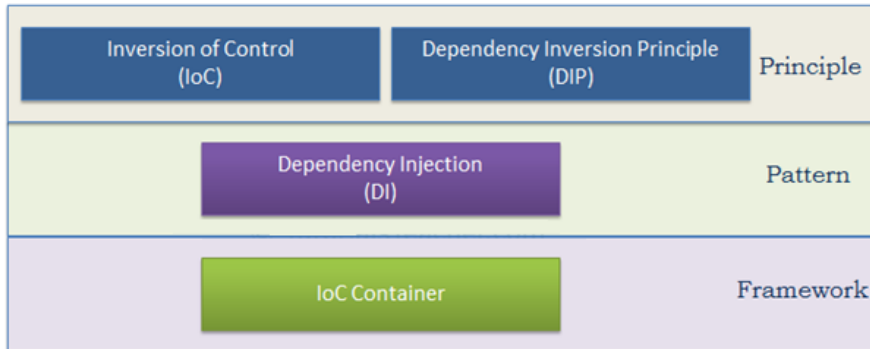 Inversion of Control
(IoC)
Dependency Inversion Principle
(DIP)
Principle
Dependency Injection
(DI)
Pattern
IoC Container
Framework